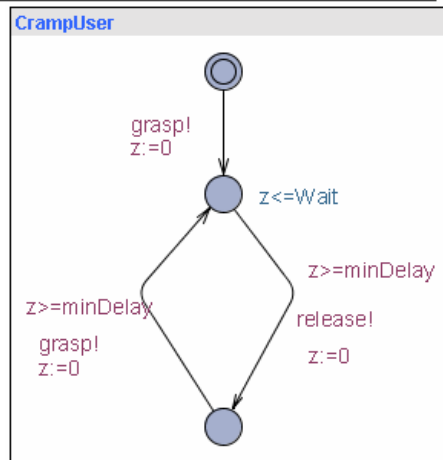 CrampUser
grasp!
z:=0
z<=Wait
z>=minDelay
release!
z:=0
z>=minDelay
grasp!
z:=0